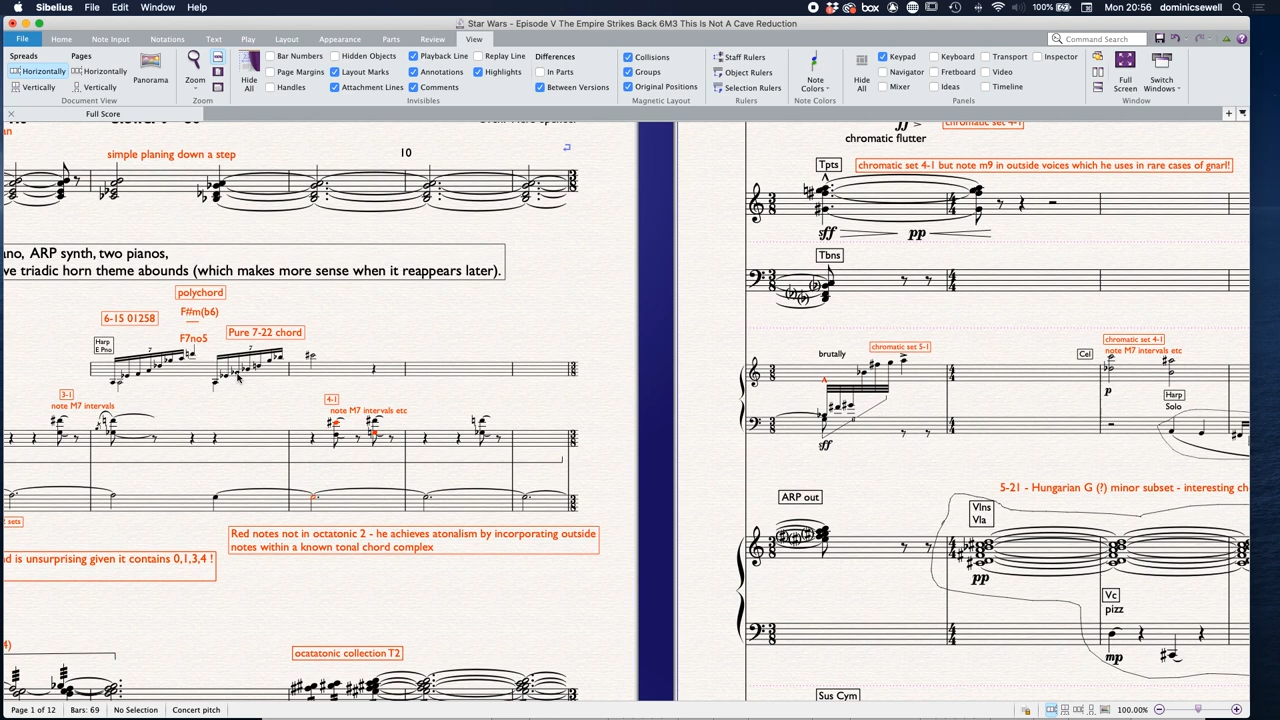 Sibelius File Edit View Window Help
box 100% Mon 20:56 dominicsewell
Star Wars - Episode V The Empire Strikes Back 6M3 This Is Not A Cave Reduction
File Home Note Input Notations Text Play Layout Appearance Parts Review View Command Search
Spreads Pages
Horizontally Horizontally
Vertically Vertically
Panorama
Document View
Zoom
Zoom
Hide All
Bar Numbers Hidden Objects Playback Line Replay Line
Page Margins Layout Marks Annotations Highlights
Handles Attachment Lines Comments
Invisibles
Differences
In Parts
Between Versions
Collisions
Groups
Original Positions
Magnetic Layout
Staff Rulers
Object Rulers
Selection Rulers
Rulers
Note Colors
Note Colors
Hide All
Keypad Keyboard Transport Inspector
Navigator Fretboard Video
Mixer Ideas Timeline
Panels
Full Screen
Switch Windows
Window
Full Score
simple planing down a step
10
3
8
ano, ARP synth, two pianos,
ve triadic horn theme abounds (which makes more sense when it reappears later).
polychord
6-15 01258
F#m(b6)
F7no5
Pure 7-22 chord
Harp
E Pno
7
7
3-1
note M7 intervals
4-1
note M7 intervals etc
2 sets
Red notes not in octatonic 2 - he achieves atonalism by incorporating outside
notes within a known tonal chord complex
d is unsurprising given it contains 0,1,3,4 !
4)
ocatatonic collection T2
ff >
chromatic set 4-1
chromatic flutter
Tpts
chromatic set 4-1 but note m9 in outside voices which he uses in rare cases of gnarl!
sff pp
Tbns
brutally
chromatic set 5-1
sff
Cel
chromatic set 4-1
note M7 intervals etc
p
Harp
Solo
5-21 - Hungarian G (?) minor subset - interesting ch
ARP out
Vlns
Vla
pp
Vc
pizz
mp
Sus Cym
Page 1 of 12 Bars: 69 No Selection Concert pitch 100.00%